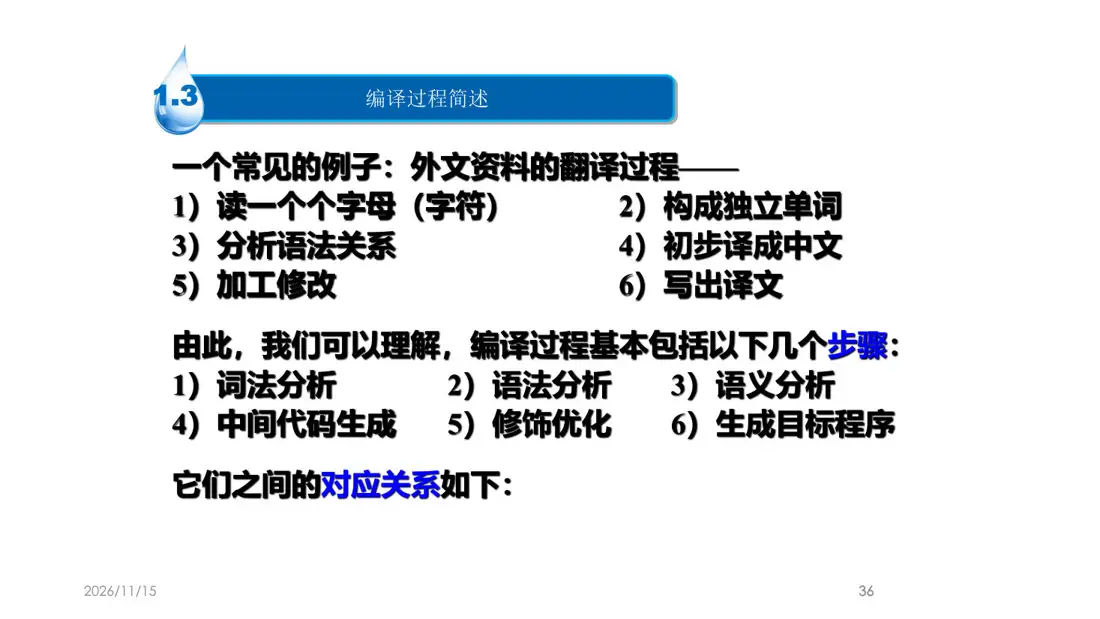 1.3
编译过程简述
一个常见的例子：外文资料的翻译过程——
1）读一个个字母（字符） 2）构成独立单词
3）分析语法关系 4）初步译成中文
5）加工修改 6）写出译文
由此，我们可以理解，编译过程基本包括以下几个步骤：
1）词法分析 2）语法分析 3）语义分析
4）中间代码生成 5）修饰优化 6）生成目标程序
它们之间的对应关系如下：
2026/11/15 36